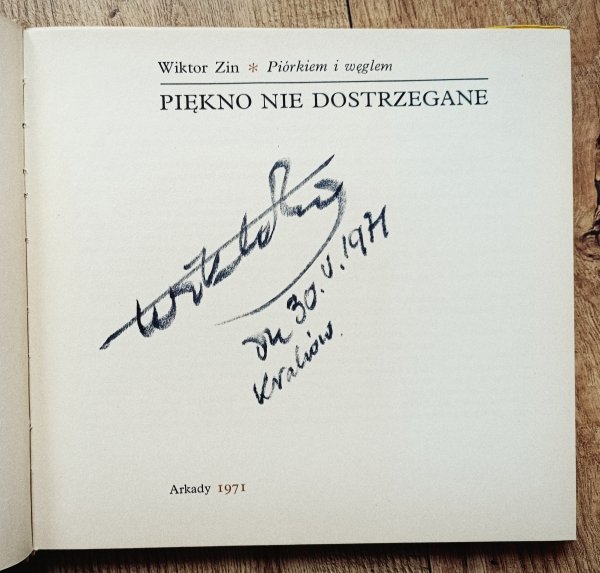 Wiktor Zin * Piórkiem i węglem
PIĘKNO NIE DOSTRZEGANE
dn 30.V.1971
Kraków.
Arkady 1971